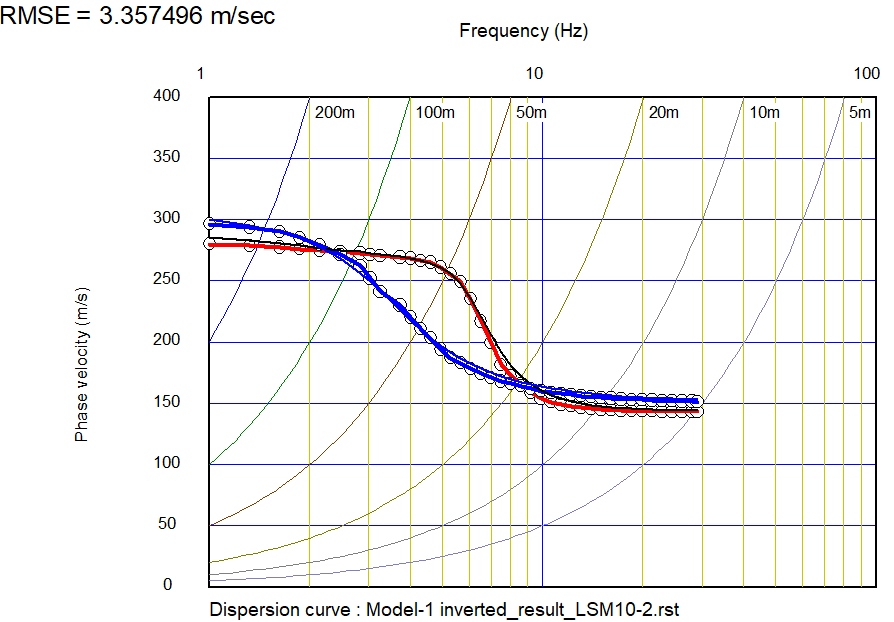 RMSE = 3.357496 m/sec
Frequency (Hz)
1 10 100
400 200m 100m 50m 20m 10m 5m
350
300
250
200
150
100
50
0
Phase velocity (m/s)
Dispersion curve : Model-1 inverted_result_LSM10-2.rst